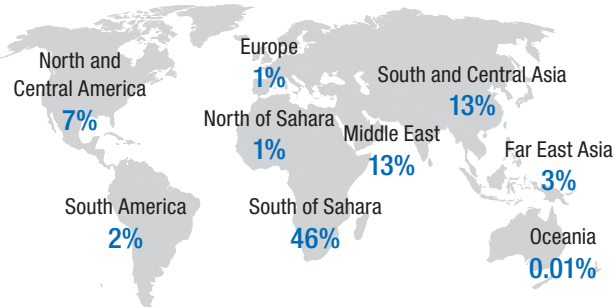 North and
Central America
7%
Europe
1%
South and Central Asia
13%
North of Sahara
1%
Middle East
13%
Far East Asia
3%
South America
2%
South of Sahara
46%
Oceania
0.01%